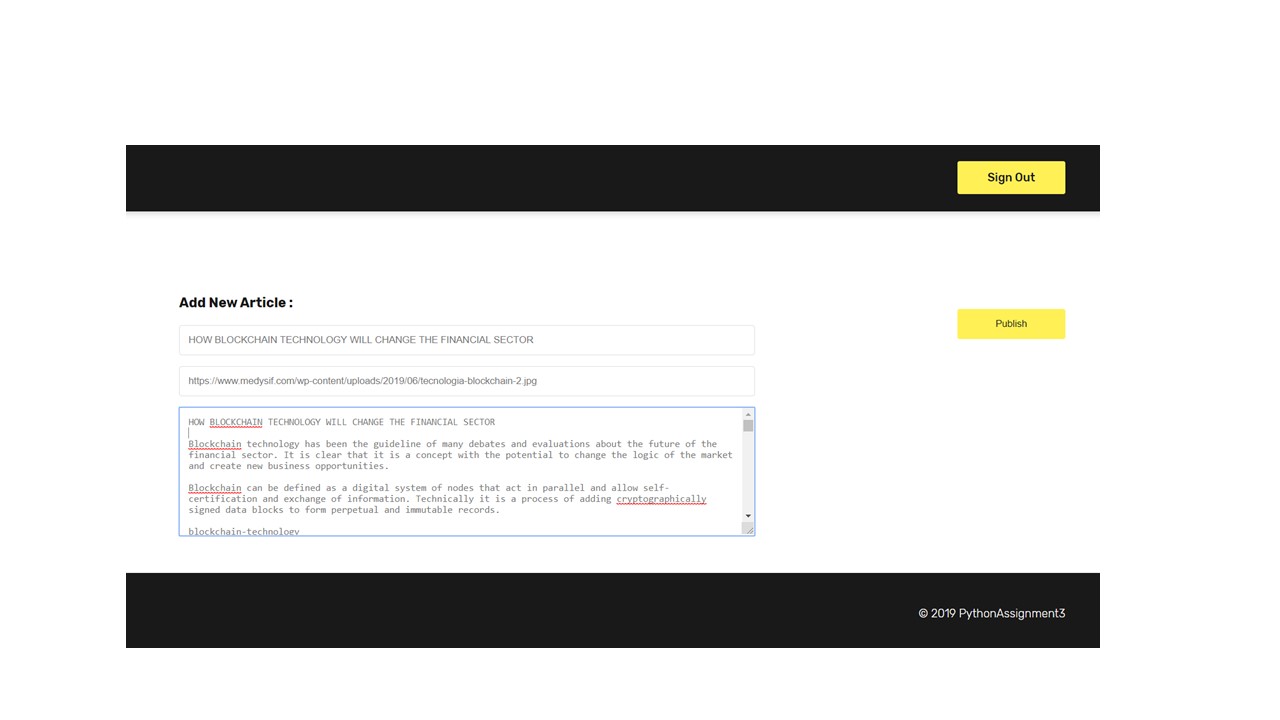 Sign Out
Add New Article :
Publish
HOW BLOCKCHAIN TECHNOLOGY WILL CHANGE THE FINANCIAL SECTOR
https://www.medysif.com/wp-content/uploads/2019/06/tecnologia-blockchain-2.jpg
HOW BLOCKCHAIN TECHNOLOGY WILL CHANGE THE FINANCIAL SECTOR
Blockchain technology has been the guideline of many debates and evaluations about the future of the
financial sector. It is clear that it is a concept with the potential to change the logic of the market
and create new business opportunities.
Blockchain can be defined as a digital system of nodes that act in parallel and allow self-
certification and exchange of information. Technically it is a process of adding cryptographically
signed data blocks to form perpetual and immutable records.
blockchain-technology
© 2019 PythonAssignment3